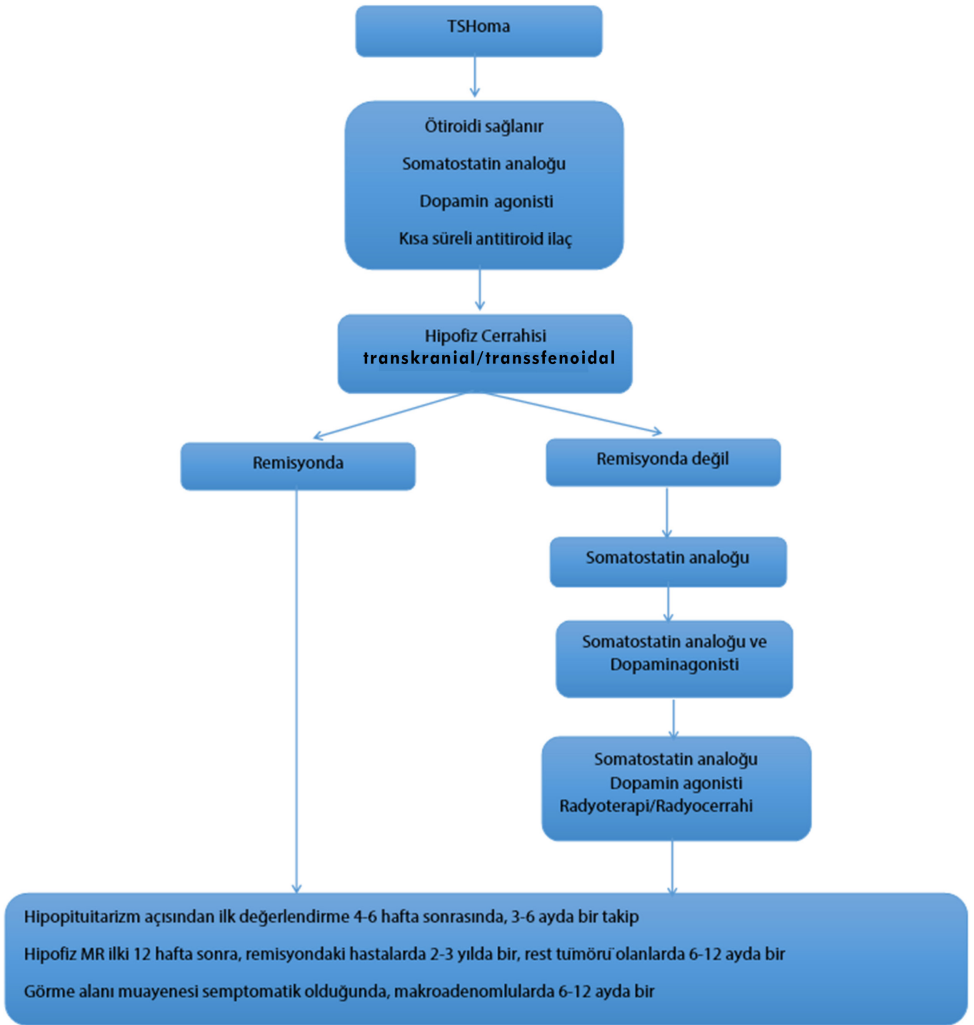 TSHoma
Ötiroidi sağlanır
Somatostatin analoğu
Dopamin agonisti
Kısa süreli antitiroid ilaç
Hipofiz Cerrahisi
transkranial/transsfenoidal
Remisyonda
Remisyonda değil
Somatostatin analoğu
Somatostatin analoğu ve
Dopaminagonisti
Somatostatin analoğu
Dopamin agonisti
Radyoterapi/Radyocerrahi
Hipopituitarizm açısından ilk değerlendirme 4-6 hafta sonrasında, 3-6 ayda bir takip
Hipofiz MR ilki 12 hafta sonra, remisyondaki hastalarda 2-3 yılda bir, rest tümörü olanlarda 6-12 ayda bir
Görme alanı muayenesi semptomatik olduğunda, makroadenomlularda 6-12 ayda bir